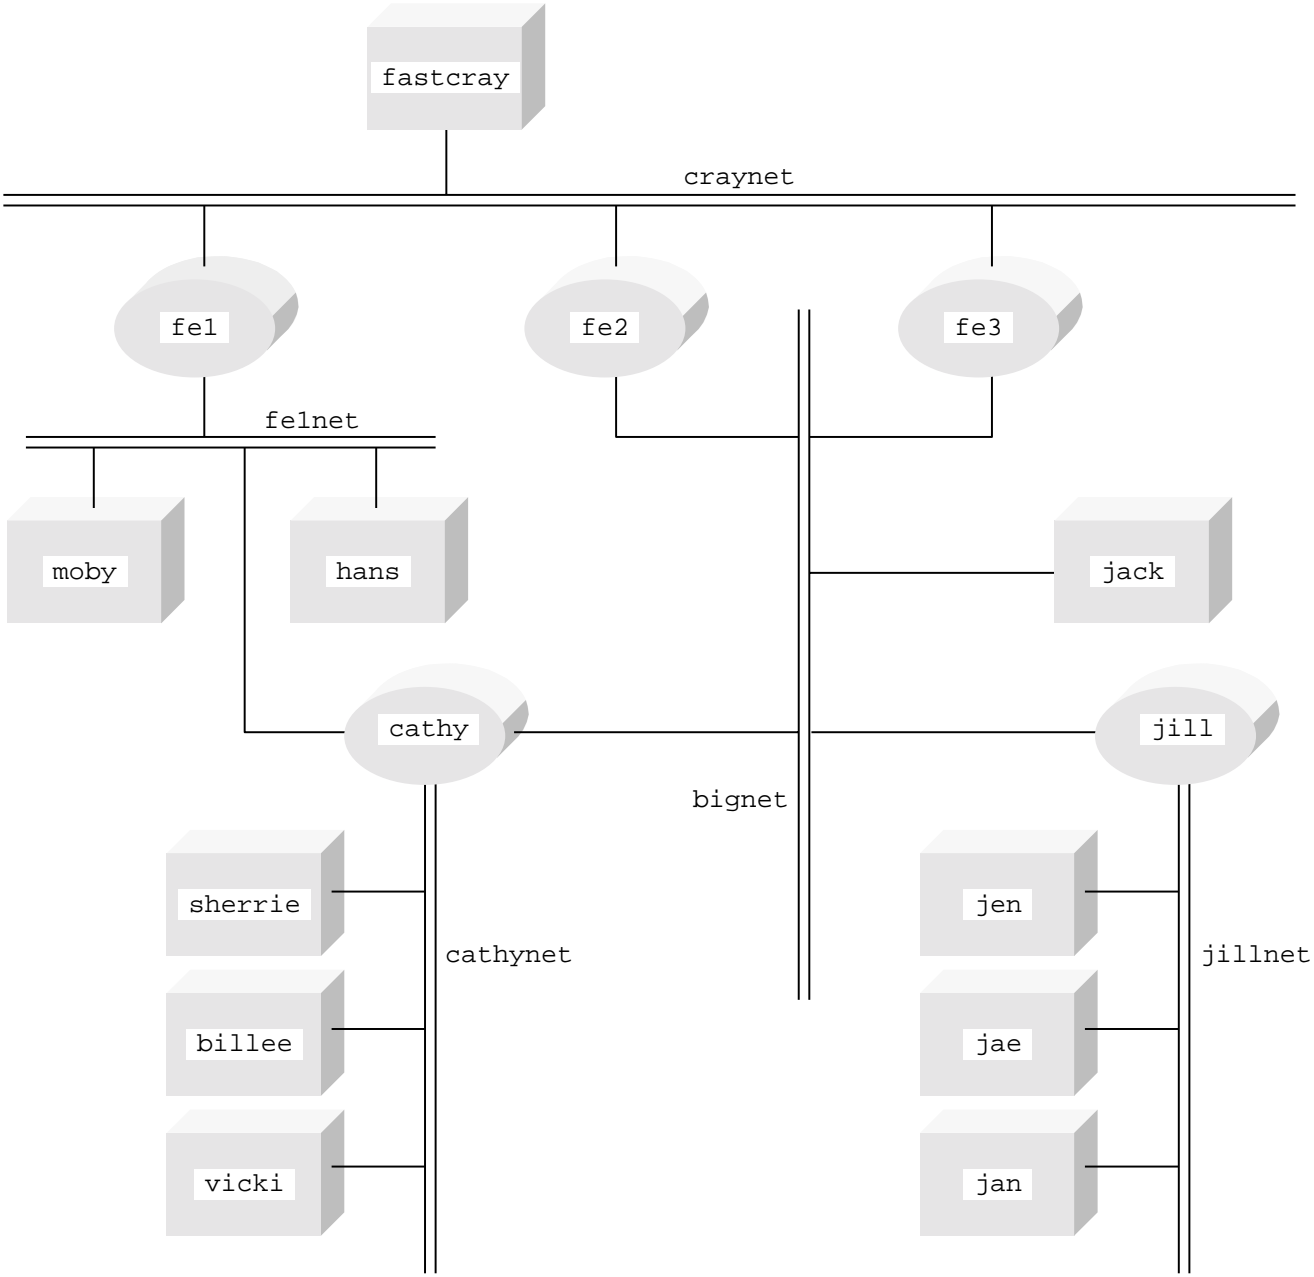 fastcray
craynet
fe1
fe2
fe3
fe1net
moby
hans
jack
cathy
jill
bignet
sherrie
jen
cathynet
jillnet
billee
jae
vicki
jan